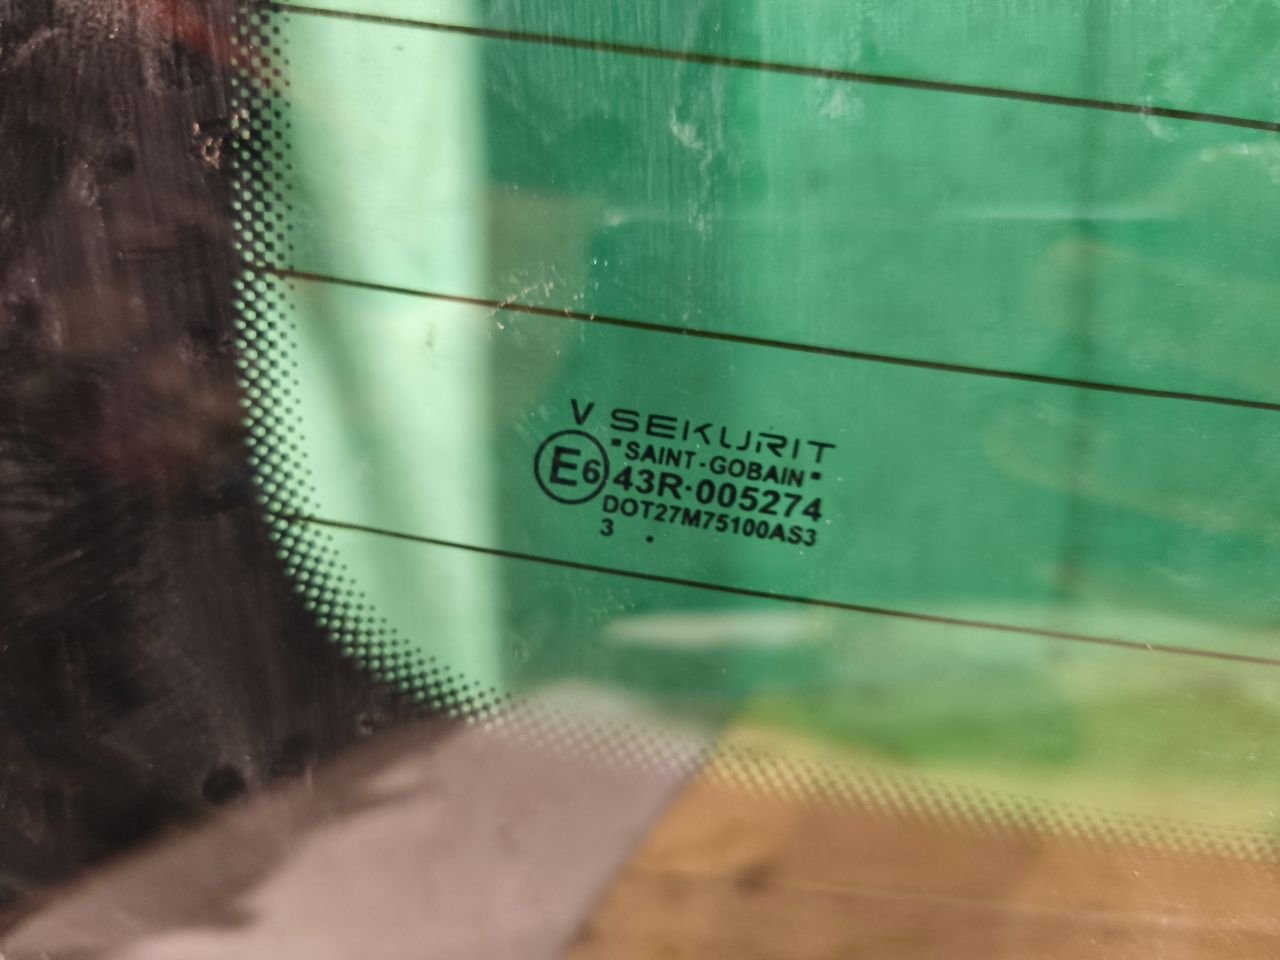 V SEKURIT
"SAINT-GOBAIN"
E6 43R-005274
DOT27M75100AS3
3 .